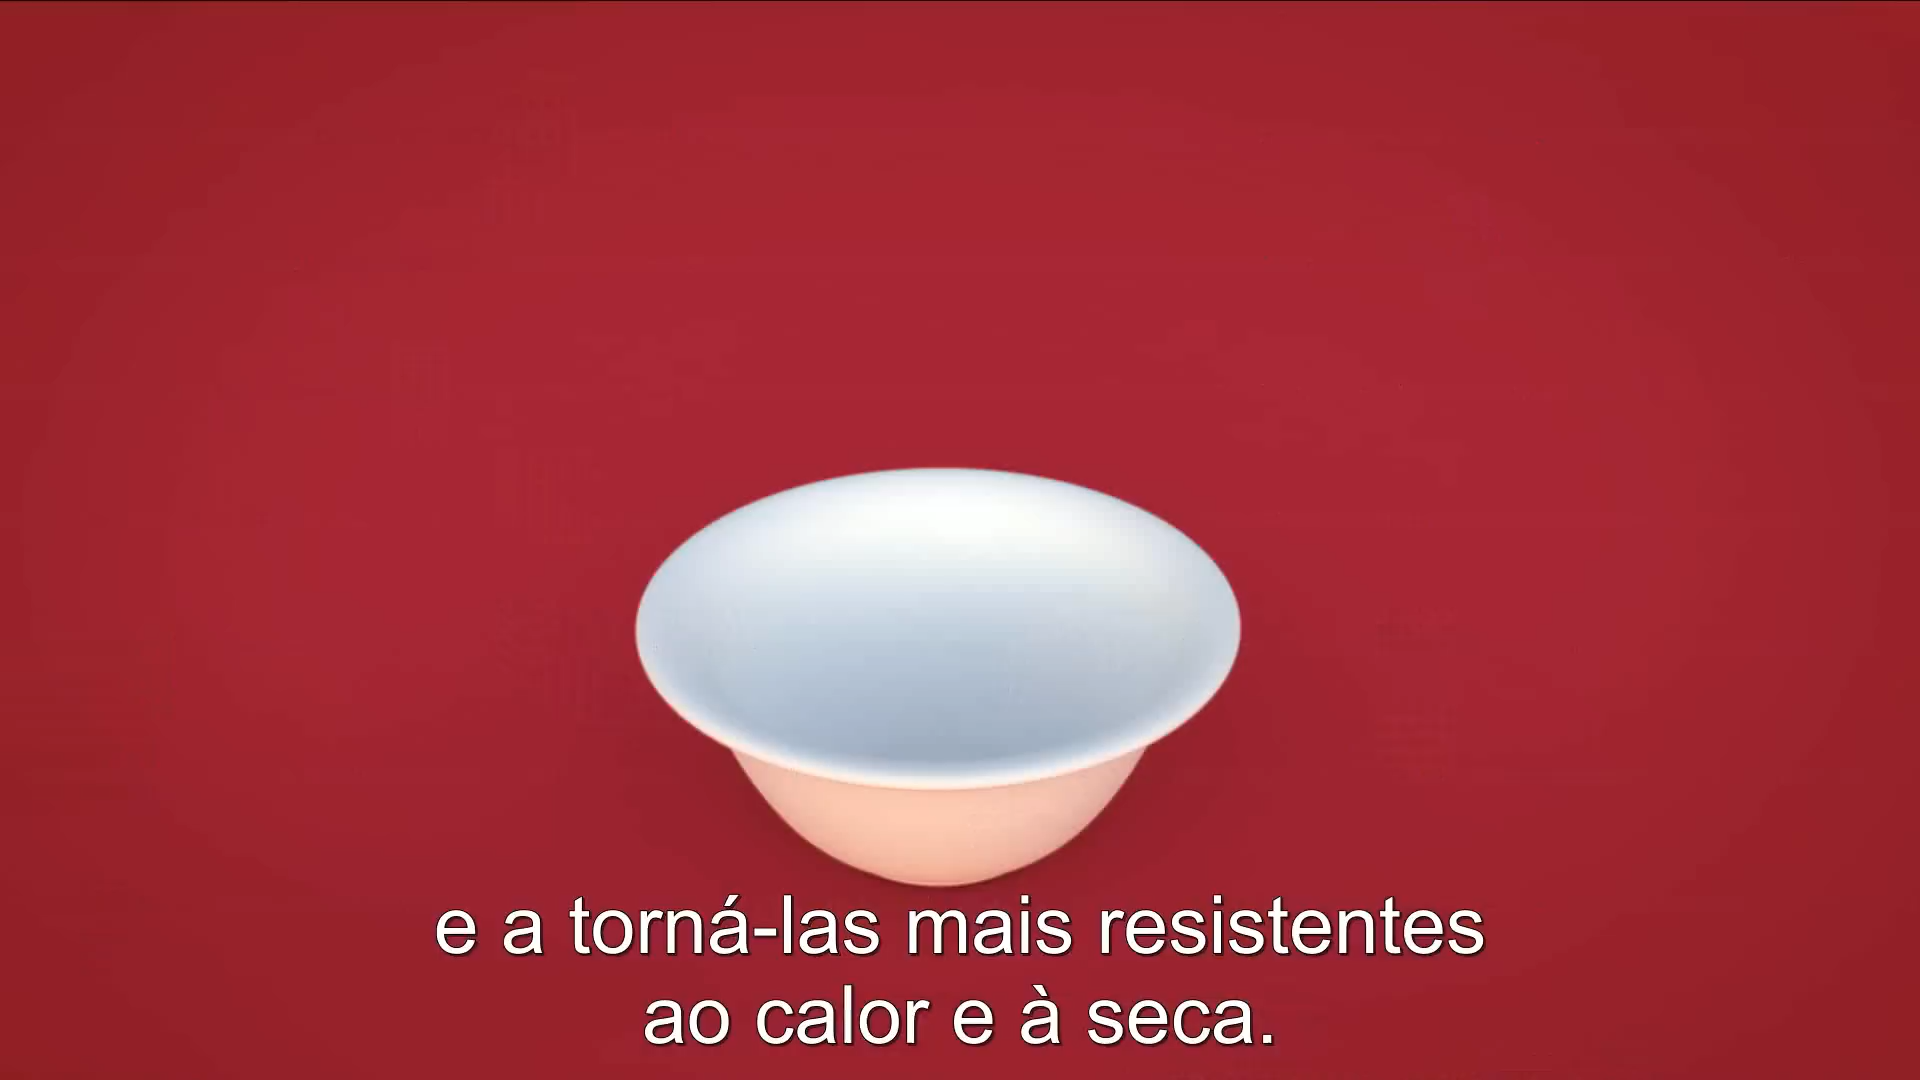 e a torná-las mais resistentes
ao calor e à seca.